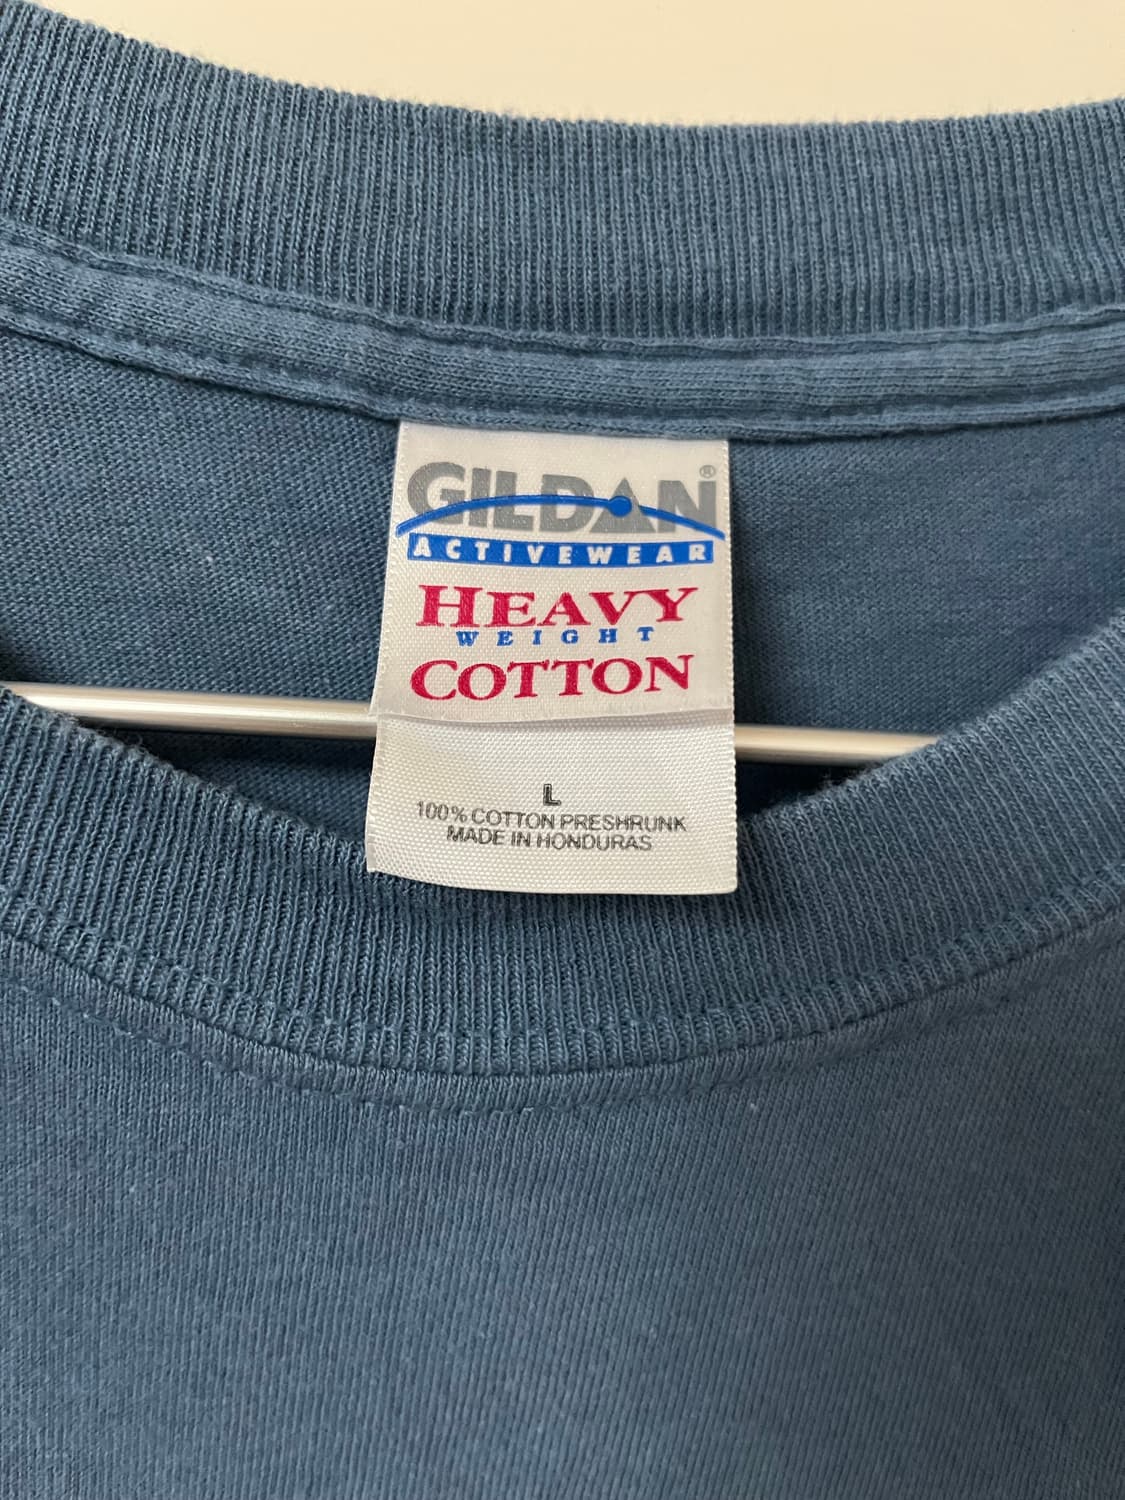 GILDAN®
ACTIVEWEAR
HEAVY
WEIGHT
COTTON
L
100% COTTON PRESHRUNK
MADE IN HONDURAS